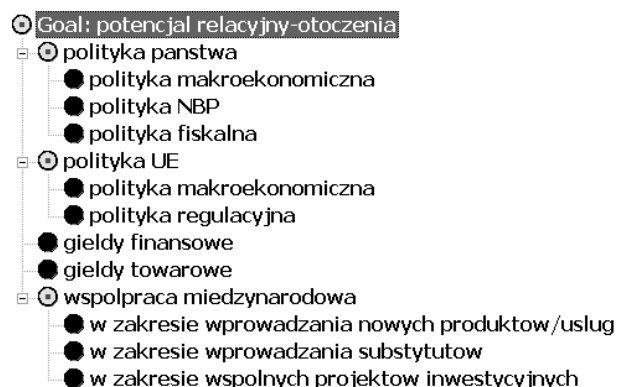 Goal: potencjal relacyjny-otoczenia
polityka panstwa
polityka makroekonomiczna
polityka NBP
polityka fiskalna
polityka UE
polityka makroekonomiczna
polityka regulacyjna
gieldy finansowe
gieldy towarowe
wspolpraca miedzynarodowa
w zakresie wprowadzania nowych produktow/uslug
w zakresie wprowadzania substytutow
w zakresie wspolnych projektow inwestycyjnych